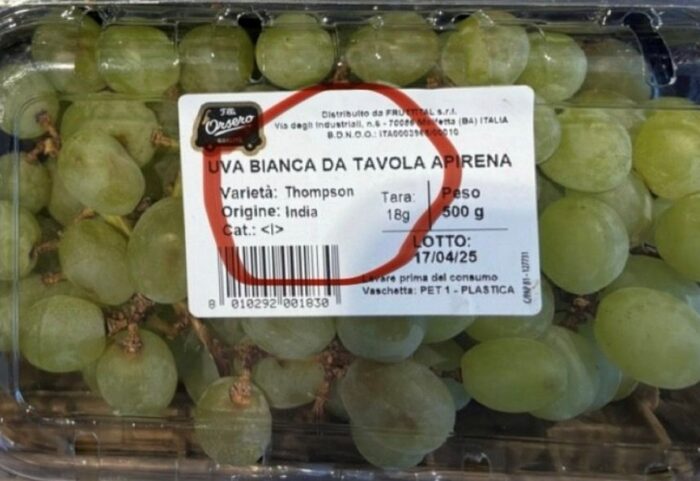 F.lli
Orsero
Distribuito da FRUTTITAL s.r.l.
Via degli Industriali, n.6 - 70056 Molfetta (BA) ITALIA
B.D.N.O.O.:
UVA BIANCA DA TAVOLA APIRENA
Varietà: Thompson
Origine: India
Cat.: <I>
Tara:
18g
Peso
500 g
LOTTO:
17/04/25
Lavare prima del consumo
Vaschetta: PET 1 - PLASTICA
8 010292 001830